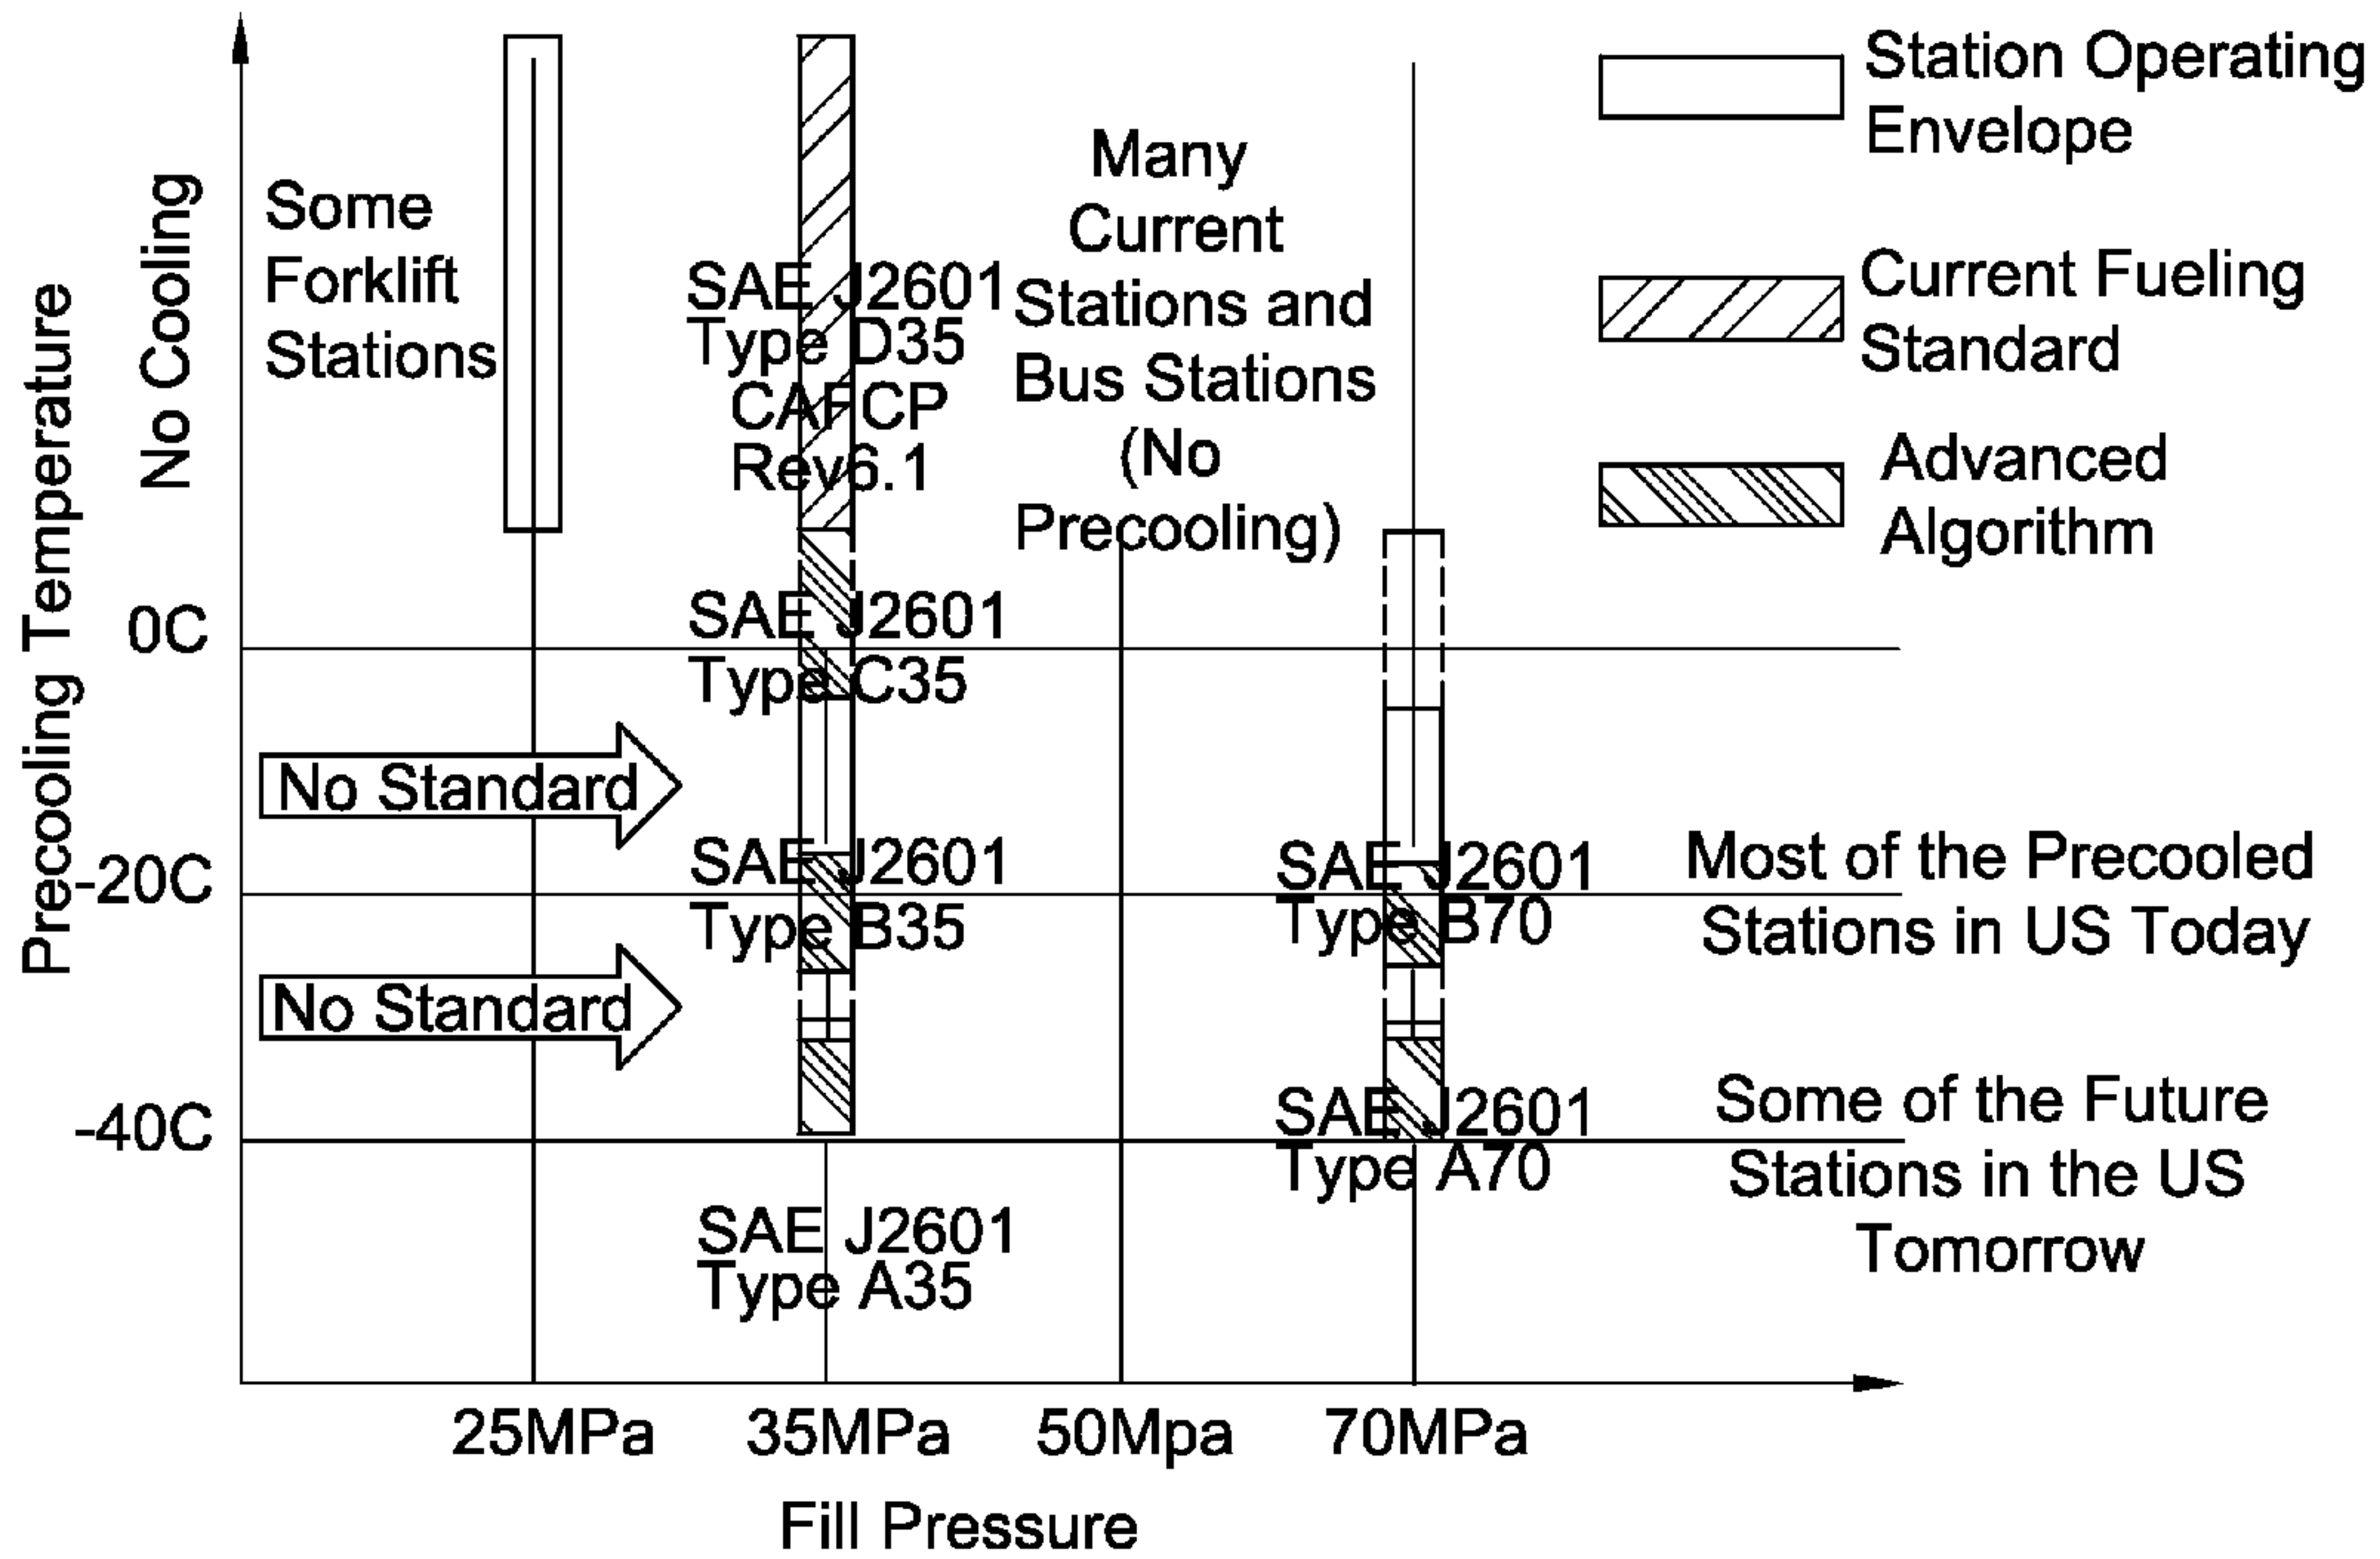 Station Operating
Envelope
Current Fueling
Standard
Advanced
Algorithm
Precooling Temperature
No Cooling
0C
-20C
-40C
Some
Forklift
Stations
SAE J2601
Type D35
CAFCP
Rev6.1
Many
Current
Stations and
Bus Stations
(No
Precooling)
SAE J2601
Type C35
No Standard
SAE J2601
Type B35
SAE J2601
Type B70
Most of the Precooled
Stations in US Today
No Standard
SAE J2601
Type A70
Some of the Future
Stations in the US
Tomorrow
SAE J2601
Type A35
25MPa
35MPa
50Mpa
70MPa
Fill Pressure